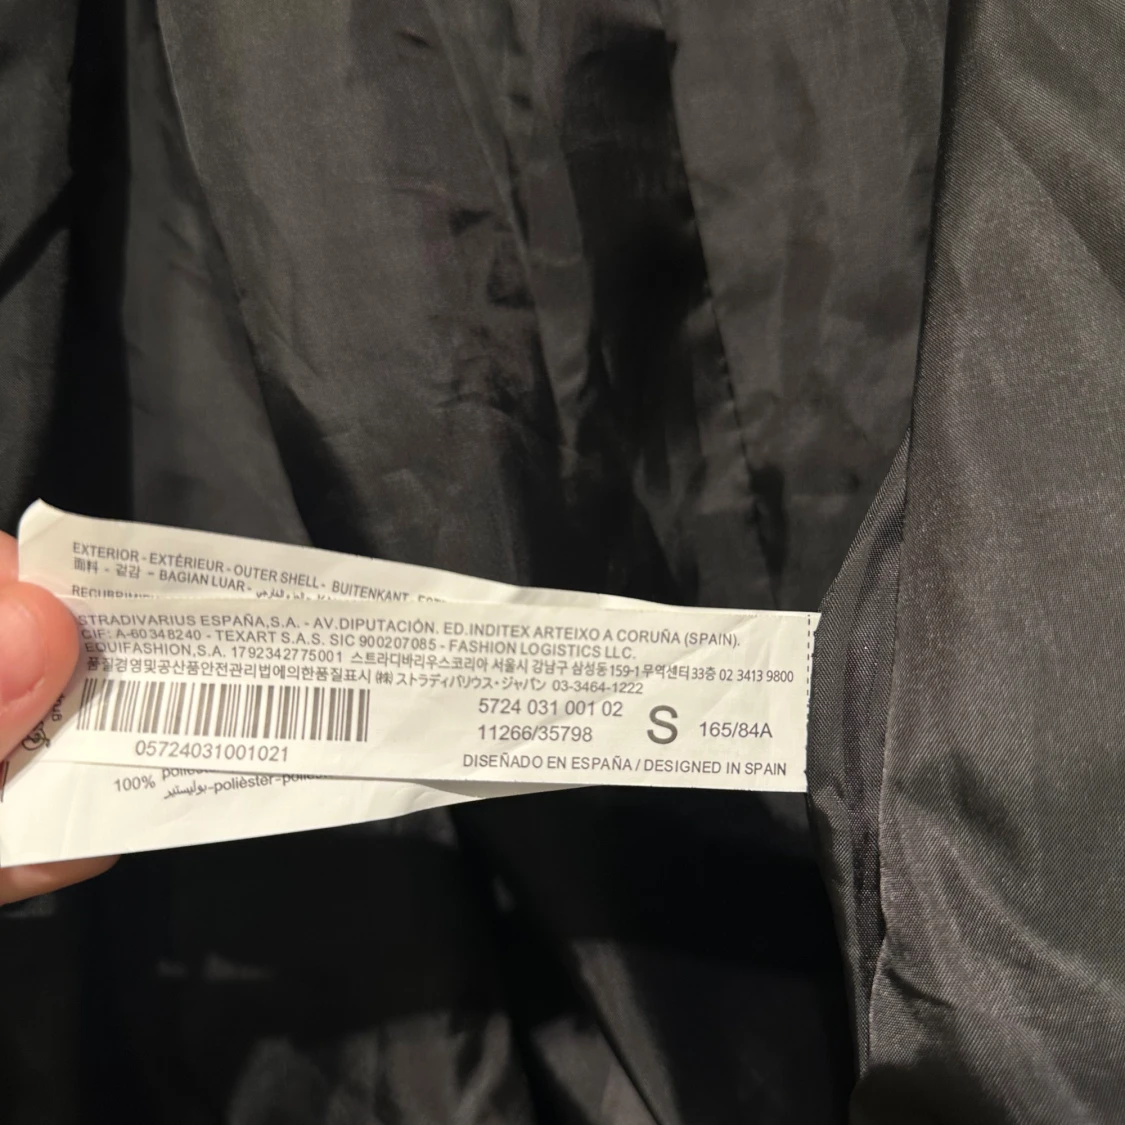 EXTERIOR - EXTÉRIEUR - OUTER SHELL - BUITENKANT
面料 - 겉감 - BAGIAN LUAR -
STRADIVARIUS ESPAÑA,S.A. - AV.DIPUTACIÓN. ED.INDITEX ARTEIXO A CORUÑA (SPAIN).
CIF: A-60348240 - TEXART S.A.S. SIC 900207085 - FASHION LOGISTICS LLC.
EQUIFASHION,S.A. 1792342775001 스트라디바리우스코리아 서울시 강남구 삼성동 159-1 무역센터 33층 02 3413 9800
품질경영및공산품안전관리법에의한품질표시 (株) ストラディバリウス・ジャパン 03-3464-1222
5724 031 001 02
11266/35798
S
165/84A
05724031001021
DISEÑADO EN ESPAÑA / DESIGNED IN SPAIN
100%
بوليستير-polièster